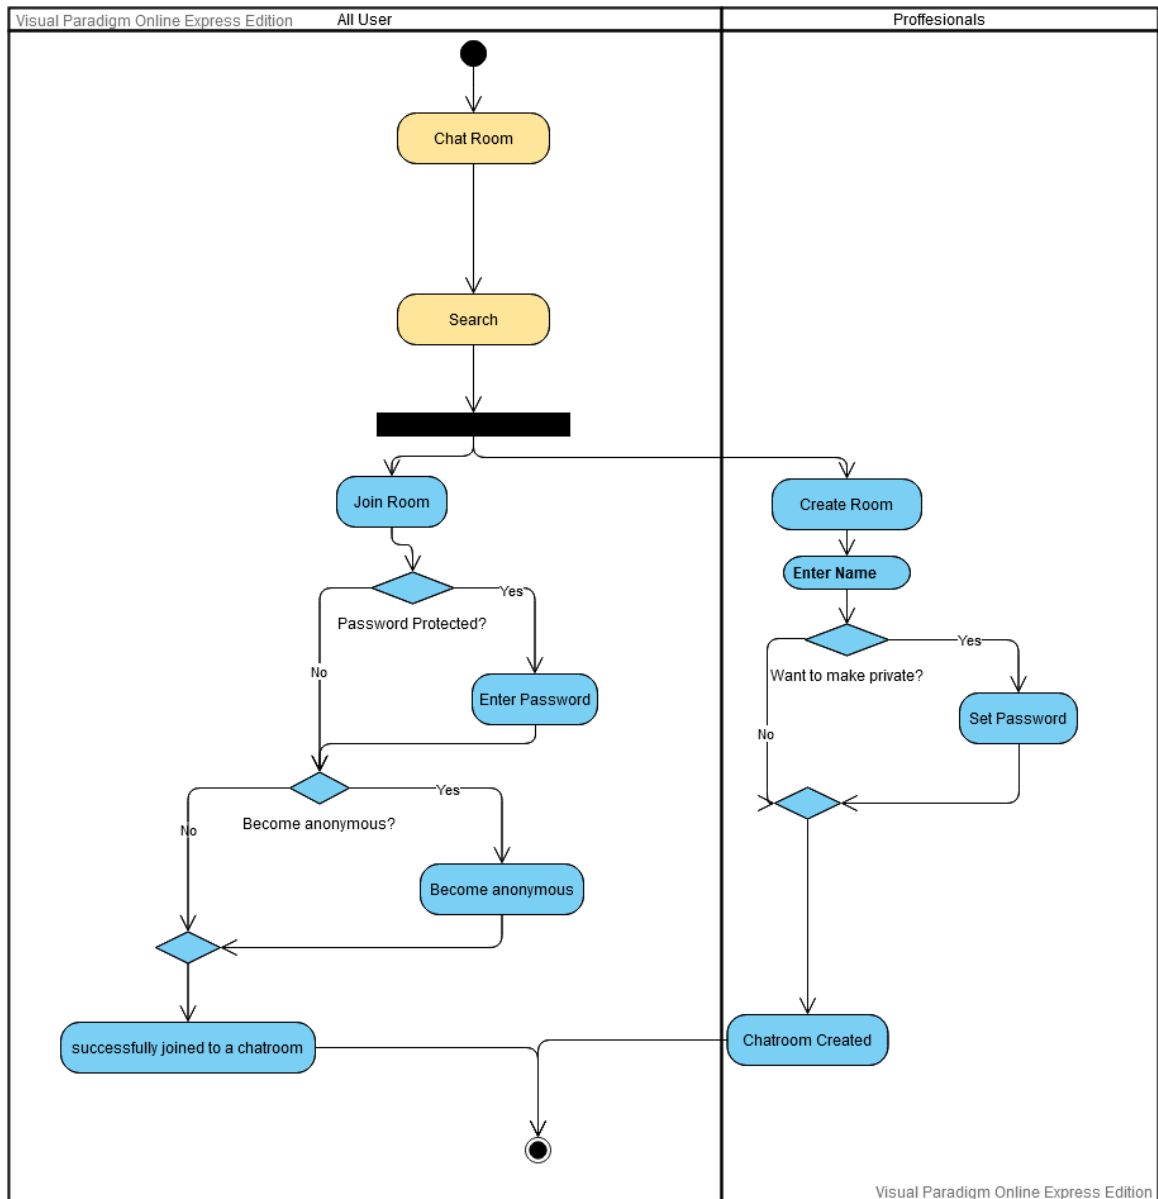 Visual Paradigm Online Express Edition
All User
Proffesionals
Chat Room
Search
Join Room
Create Room
Enter Name
Yes
Password Protected?
Yes
Want to make private?
No
Enter Password
Set Password
No
Yes
Become anonymous?
No
Become anonymous
successfully joined to a chatroom
Chatroom Created
Visual Paradigm Online Express Edition